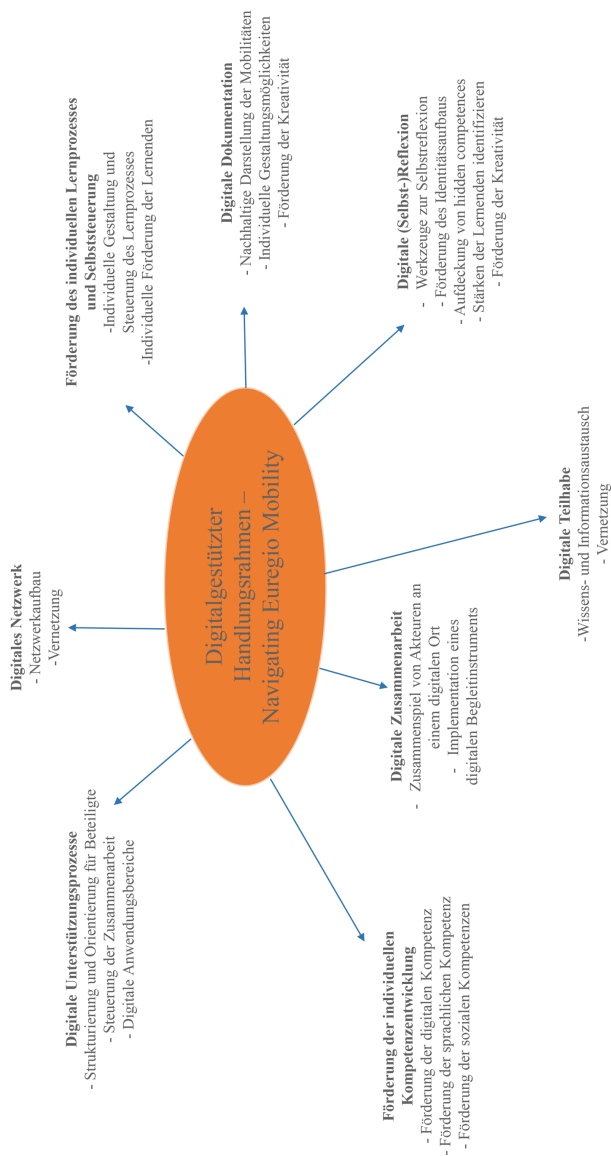 Digitalgestützter
Handlungsrahmen –
Navigating Euregio Mobility
Digitale Unterstützungsprozesse
- Strukturierung und Orientierung für Beteiligte
- Steuerung der Zusammenarbeit
- Digitale Anwendungsbereiche
Digitales Netzwerk
- Netzwerkaufbau
-Vernetzung
Förderung des individuellen Lernprozesses
und Selbststeuerung
-Individuelle Gestaltung und
Steuerung des Lernprozesses
-Individuelle Förderung der Lernenden
Digitale Dokumentation
- Nachhaltige Darstellung der Mobilitäten
- Individuelle Gestaltungsmöglichkeiten
- Förderung der Kreativität
Digitale (Selbst-)Reflexion
- Werkzeuge zur Selbstreflexion
- Förderung des Identitätsaufbaus
- Aufdeckung von hidden competences
- Stärken der Lernenden identifizieren
- Förderung der Kreativität
Digitale Teilhabe
-Wissens- und Informationsaustausch
- Vernetzung
Digitale Zusammenarbeit
- Zusammenspiel von Akteuren an
einem digitalen Ort
- Implementation eines
digitalen Begleitinstruments
Förderung der individuellen
Kompetenzentwicklung
- Förderung der digitalen Kompetenz
- Förderung der sprachlichen Kompetenz
- Förderung der sozialen Kompetenzen